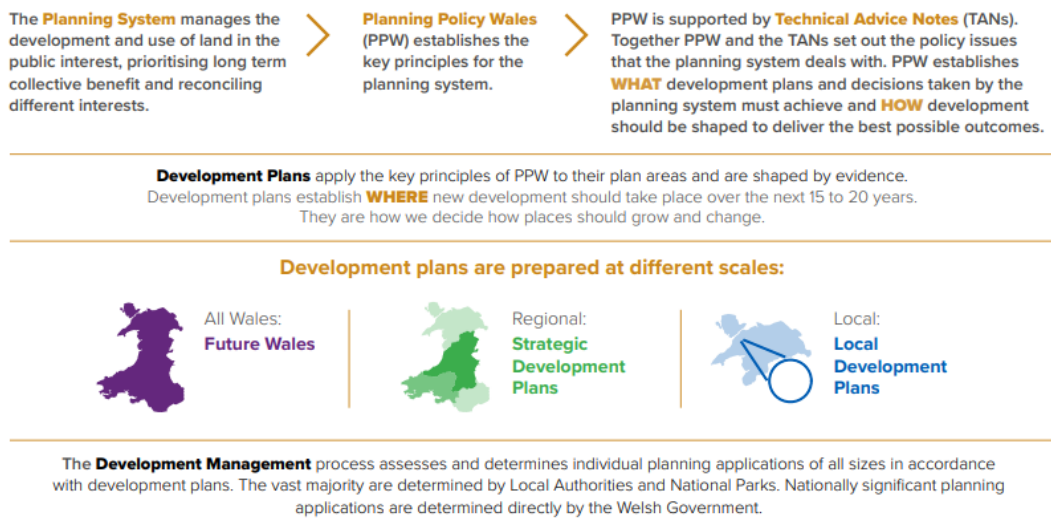 The Planning System manages the
development and use of land in the
public interest, prioritising long term
collective benefit and reconciling
different interests.
Planning Policy Wales
(PPW) establishes the
key principles for the
planning system.
PPW is supported by Technical Advice Notes (TANs).
Together PPW and the TANs set out the policy issues
that the planning system deals with. PPW establishes
WHAT development plans and decisions taken by the
planning system must achieve and HOW development
should be shaped to deliver the best possible outcomes.
Development Plans apply the key principles of PPW to their plan areas and are shaped by evidence.
Development plans establish WHERE new development should take place over the next 15 to 20 years.
They are how we decide how places should grow and change.
Development plans are prepared at different scales:
All Wales:
Future Wales
Regional:
Strategic
Development
Plans
Local:
Local
Development
Plans
The Development Management process assesses and determines individual planning applications of all sizes in accordance
with development plans. The vast majority are determined by Local Authorities and National Parks. Nationally significant planning
applications are determined directly by the Welsh Government.